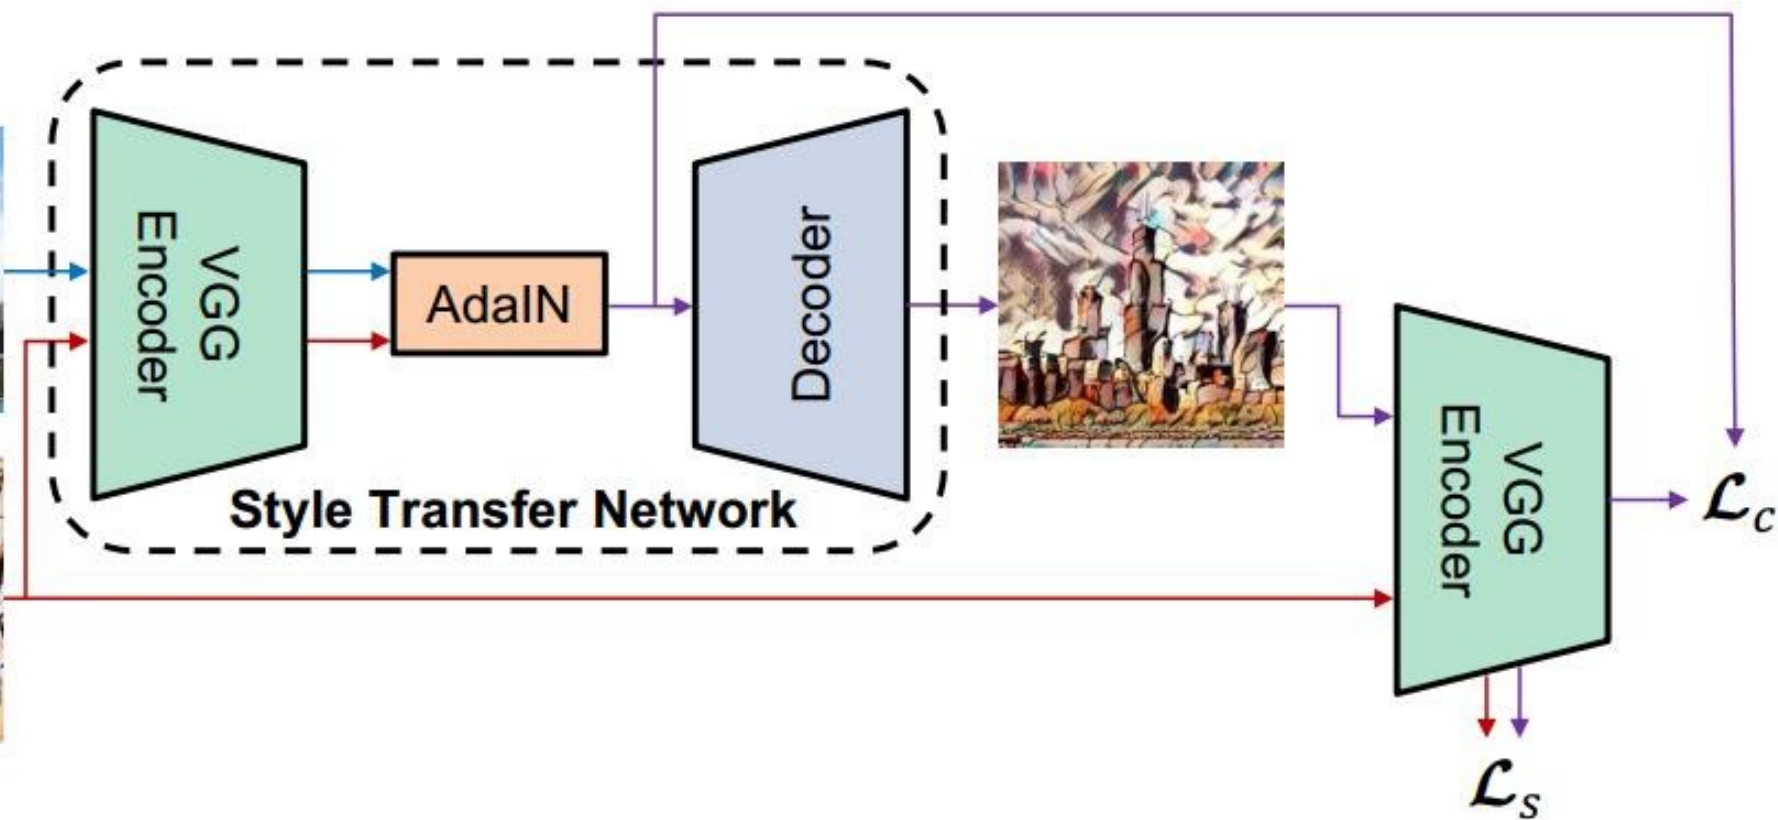 VGG
Encoder
AdaIN
Decoder
Style Transfer Network
VGG
Encoder
ℒc
ℒs